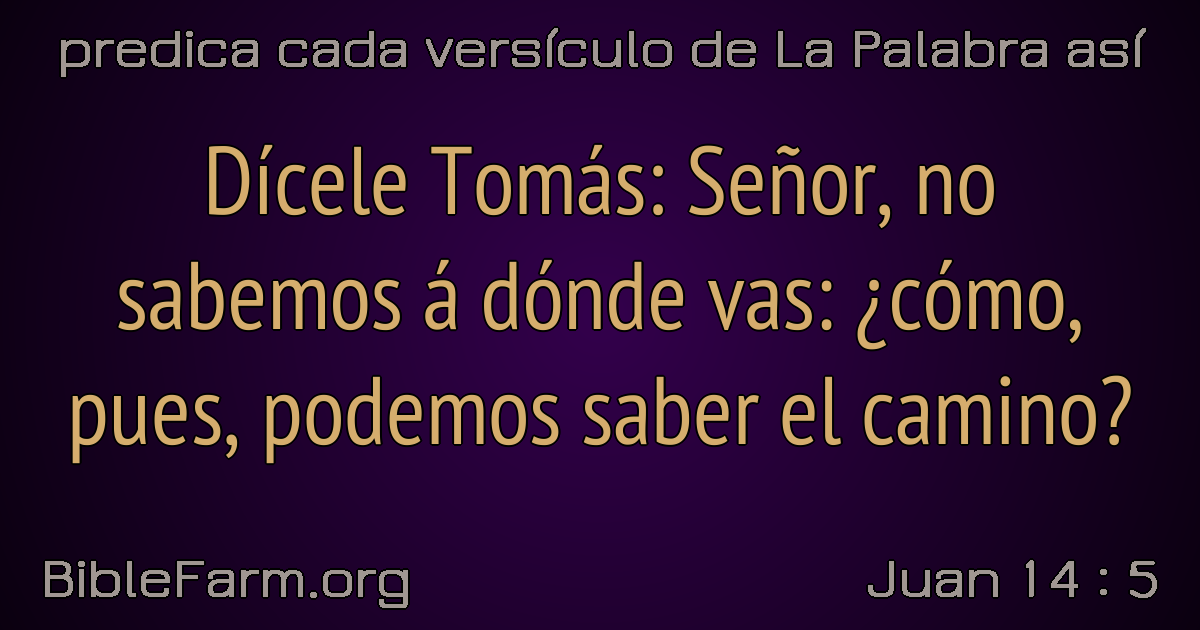 predica cada versículo de La Palabra así
Dícele Tomás: Señor, no
sabemos á dónde vas: ¿cómo,
pues, podemos saber el camino?
BibleFarm.org
Juan 14 : 5